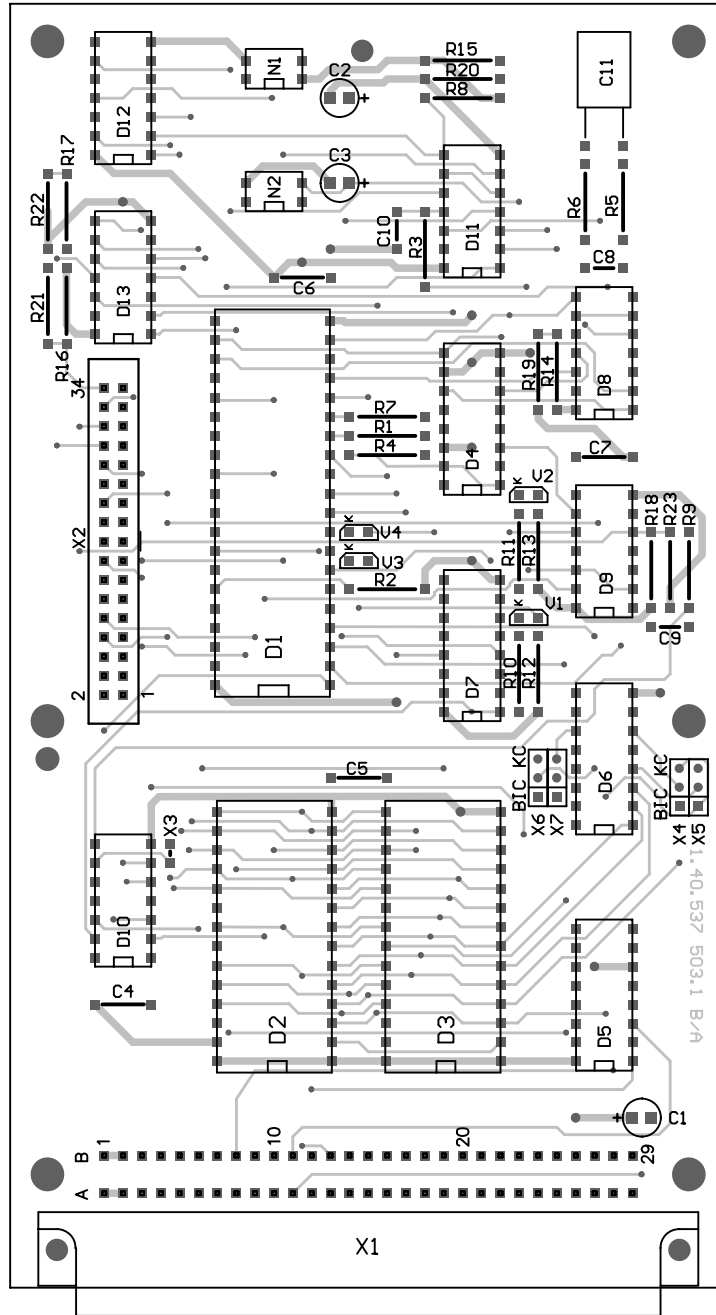 R15
N1
R20
C2
C11
R8
D12
R17
C3
N2
R22
R6
R5
C10
D11
R3
C8
C6
R21
D13
R16
R19
R14
D8
34
R7
R1
R4
D4
C7
K
V2
X2
K
V4
R18
R23
R9
K
V3
R11
R13
D9
R2
K
V1
D1
C9
2
1
D7
R10
R12
BIC KC
C5
D6
BIC KC
X6
X7
X4
X5
X3
1.40.537 503.1 B/A
D10
C4
D2
D3
D5
C1
1
10
20
29
B
A
X1